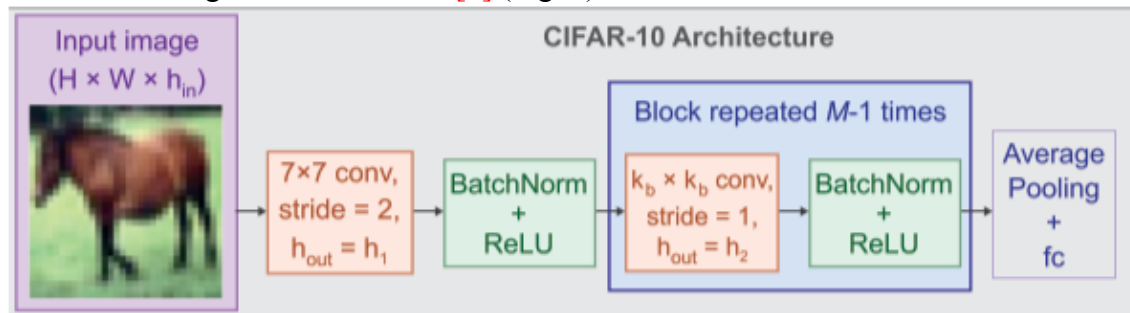 CIFAR-10 Architecture
Input image
(H × W × h_in)
7×7 conv,
stride = 2,
h_out = h_1
BatchNorm
+
ReLU
Block repeated M-1 times
k_b × k_b conv,
stride = 1,
h_out = h_2
BatchNorm
+
ReLU
Average
Pooling
+
fc